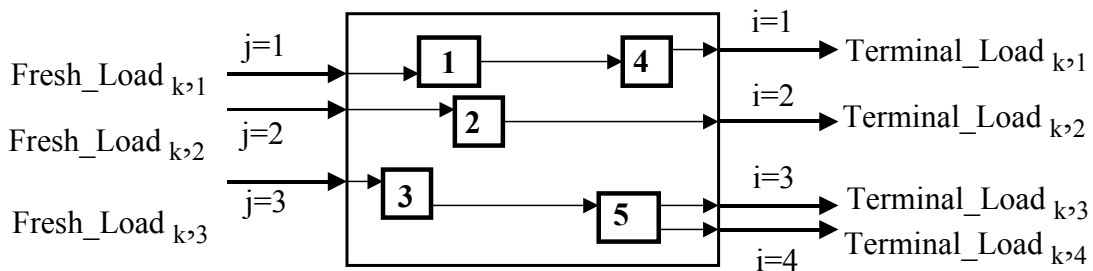 j=1
i=1
Fresh_Load k,1
1
4
Terminal_Load k,1
j=2
i=2
Fresh_Load k,2
2
Terminal_Load k,2
j=3
i=3
Fresh_Load k,3
3
5
Terminal_Load k,3
i=4
Terminal_Load k,4